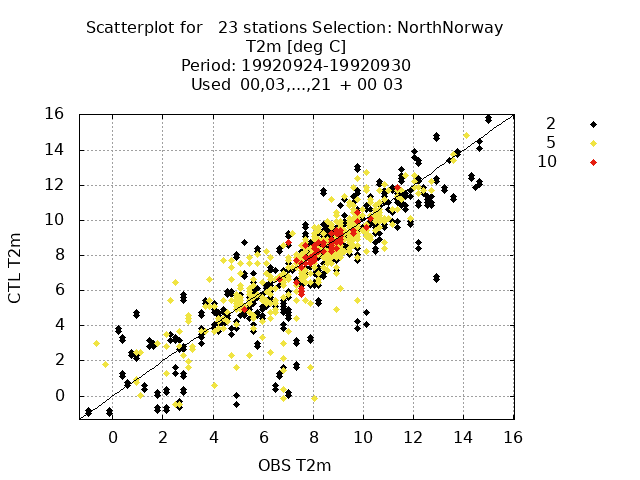 Scatterplot for   23 stations Selection: NorthNorway
T2m [deg C]
Period: 19920924-19920930
Used  00,03,...,21  + 00 03
2
5
10
CTL T2m
16
14
12
10
8
6
4
2
0
0 2 4 6 8 10 12 14 16
OBS T2m